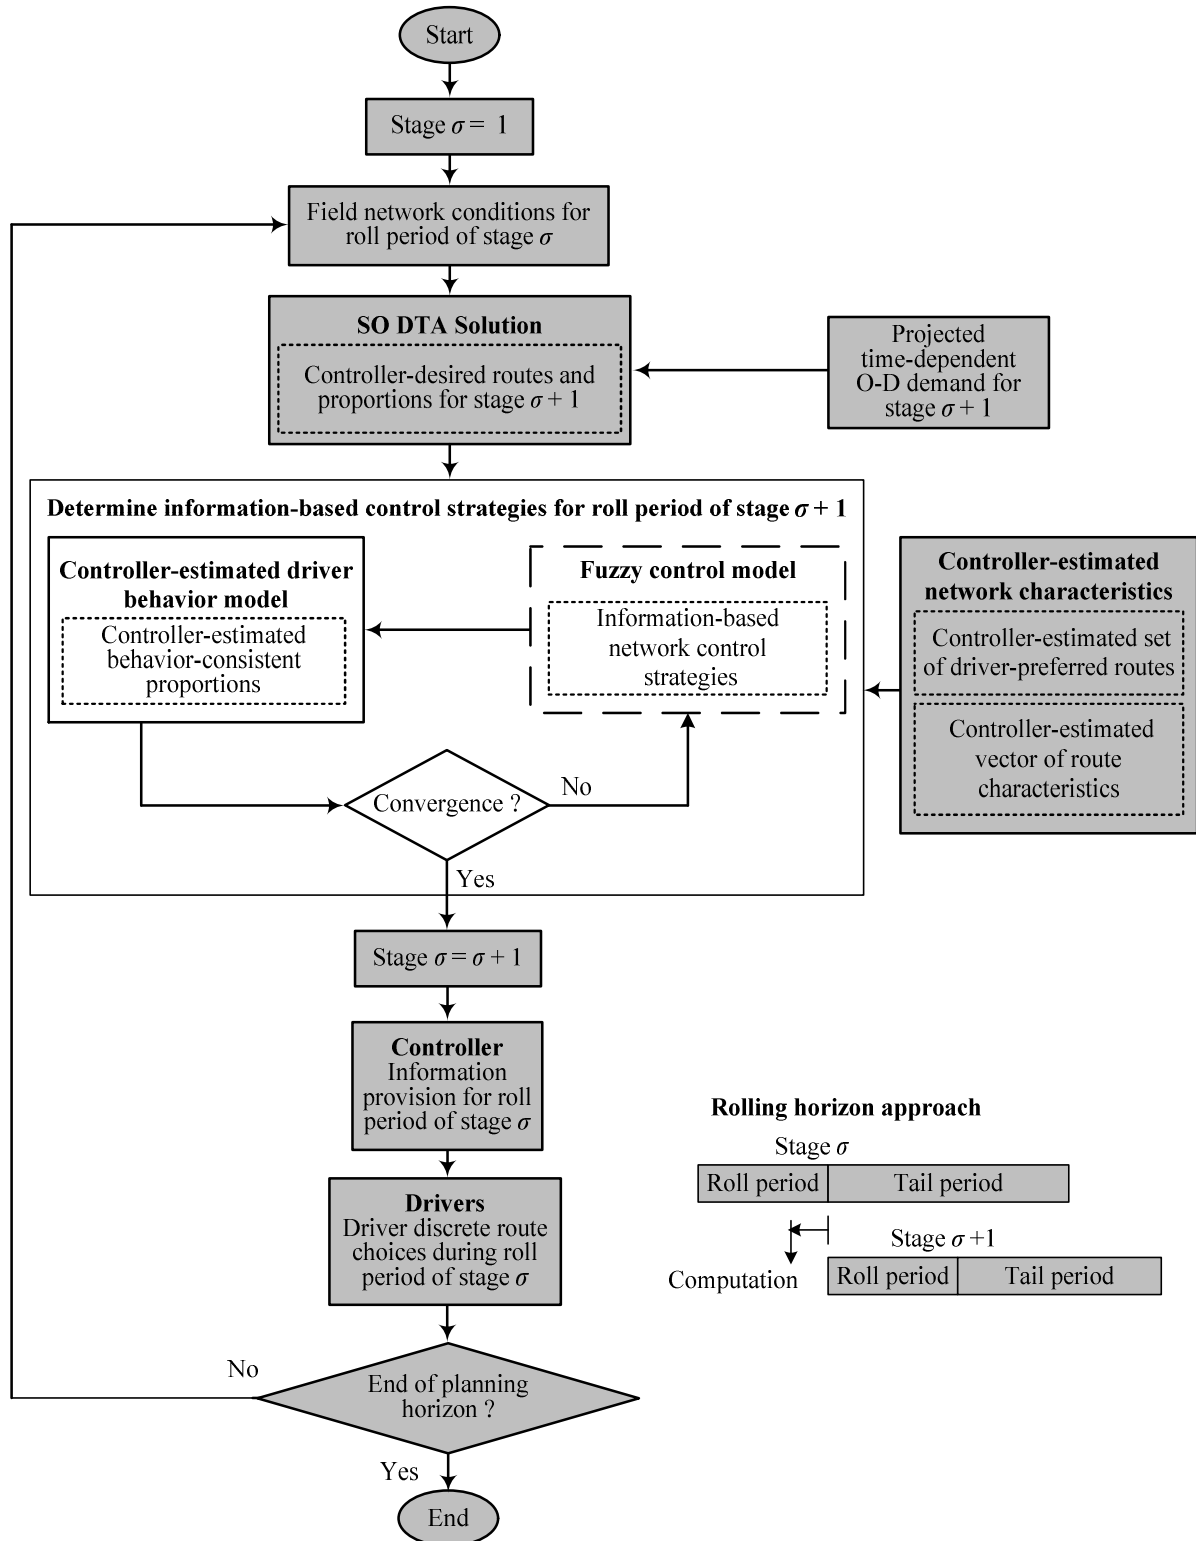 Start
Stage σ = 1
Field network conditions for
roll period of stage σ
SO DTA Solution
Controller-desired routes and
proportions for stage σ + 1
Projected
time-dependent
O-D demand for
stage σ + 1
Determine information-based control strategies for roll period of stage σ + 1
Controller-estimated driver
behavior model
Controller-estimated
behavior-consistent
proportions
Fuzzy control model
Information-based
network control
strategies
Controller-estimated
network characteristics
Controller-estimated set
of driver-preferred routes
Controller-estimated
vector of route
characteristics
Convergence ?
No
Yes
Stage σ = σ + 1
Controller
Information
provision for roll
period of stage σ
Drivers
Driver discrete route
choices during roll
period of stage σ
Rolling horizon approach
Stage σ
Roll period
Tail period
Stage σ +1
Computation
Roll period
Tail period
No
End of planning
horizon ?
Yes
End